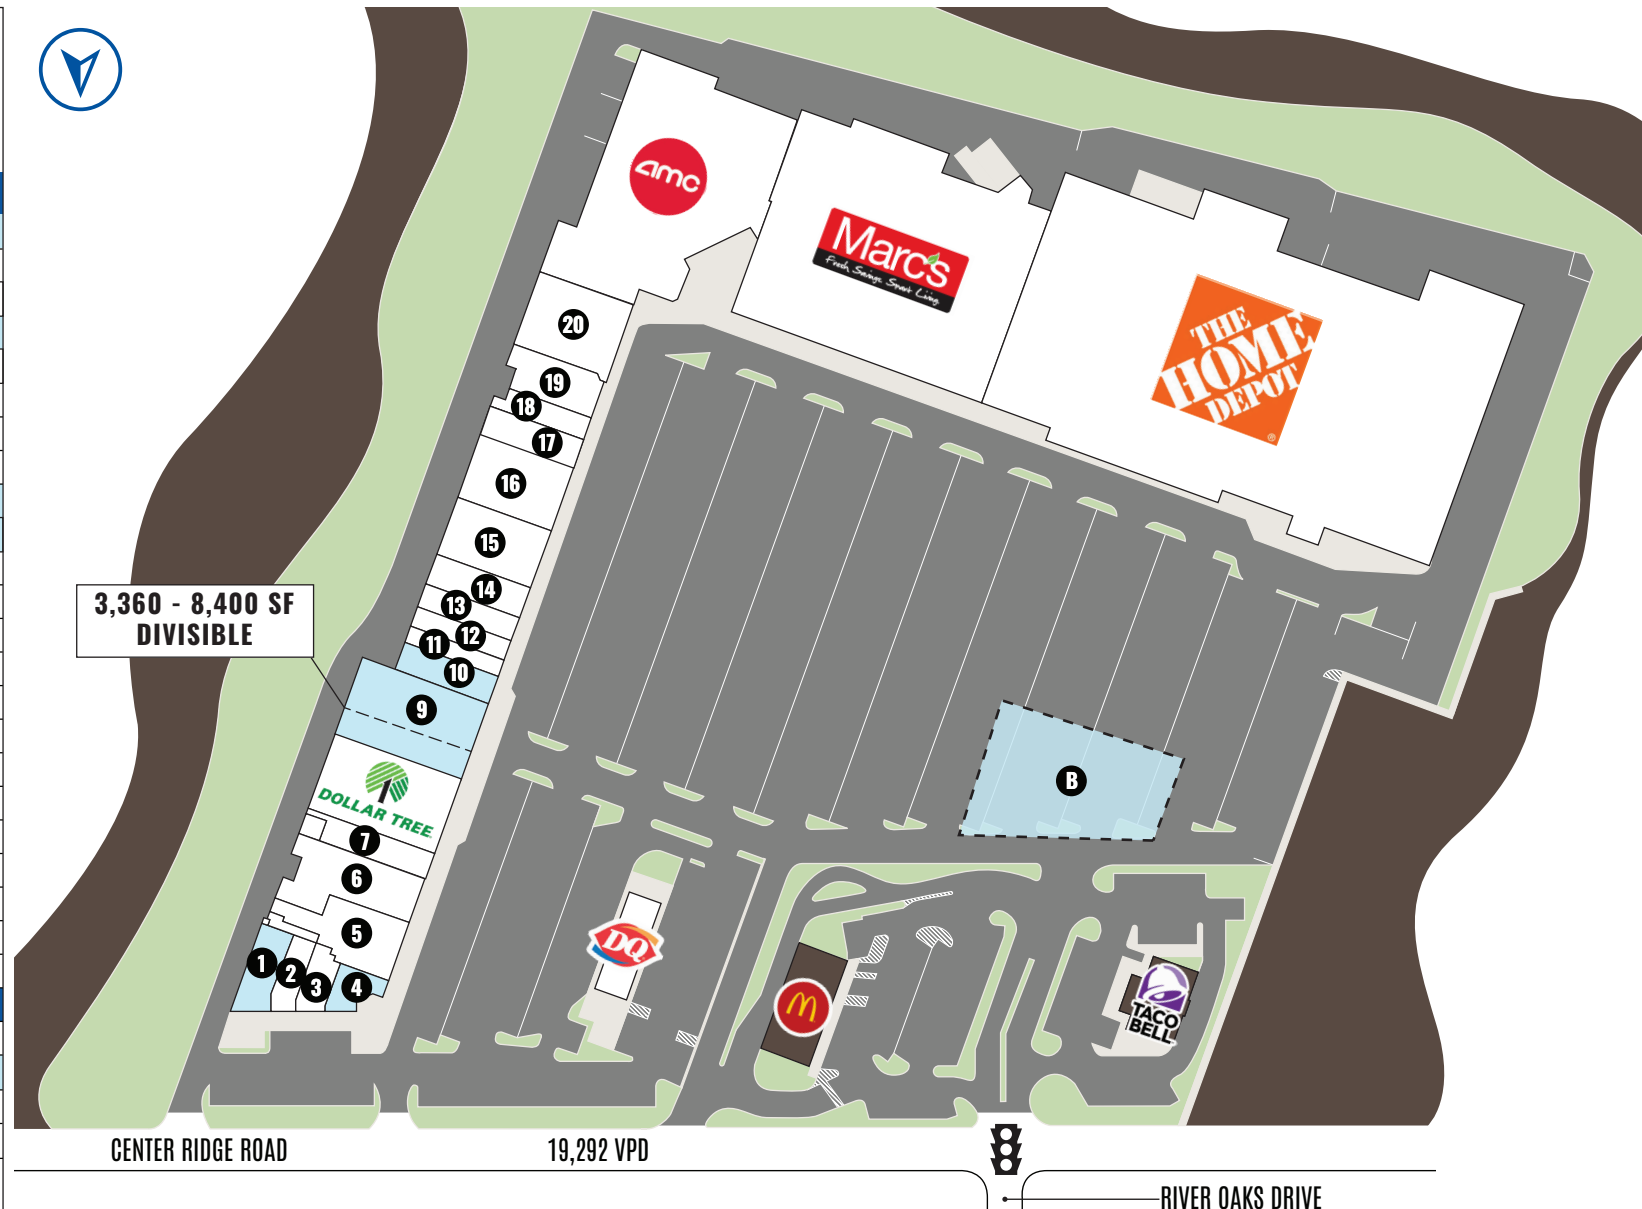 amc
Marc's
Fresh Savings. Smart Living.
THE
HOME
DEPOT
®
20
19
18
17
16
15
14
13
12
11
10
3,360 - 8,400 SF
DIVISIBLE
9
B
DOLLAR TREE
7
6
5
1
2
3
4
DQ
TACO
BELL
CENTER RIDGE ROAD
19,292 VPD
RIVER OAKS DRIVE